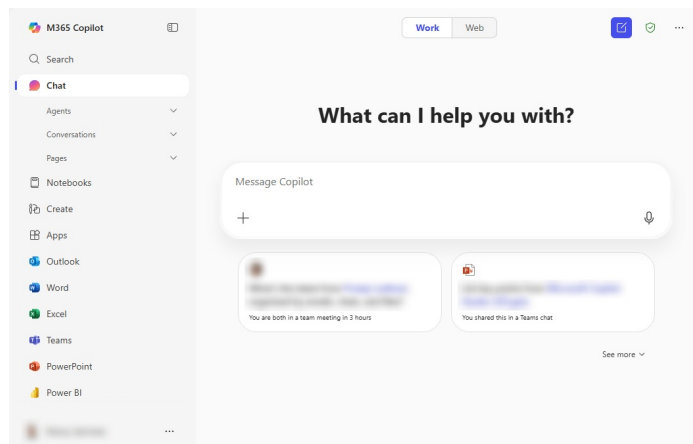 M365 Copilot
Work
Web
Search
Chat
Agents
Conversations
Pages
Notebooks
Create
Apps
Outlook
Word
Excel
Teams
PowerPoint
Power BI
What can I help you with?
Message Copilot
You are both in a team meeting in 3 hours
You shared this in a Teams chat
See more